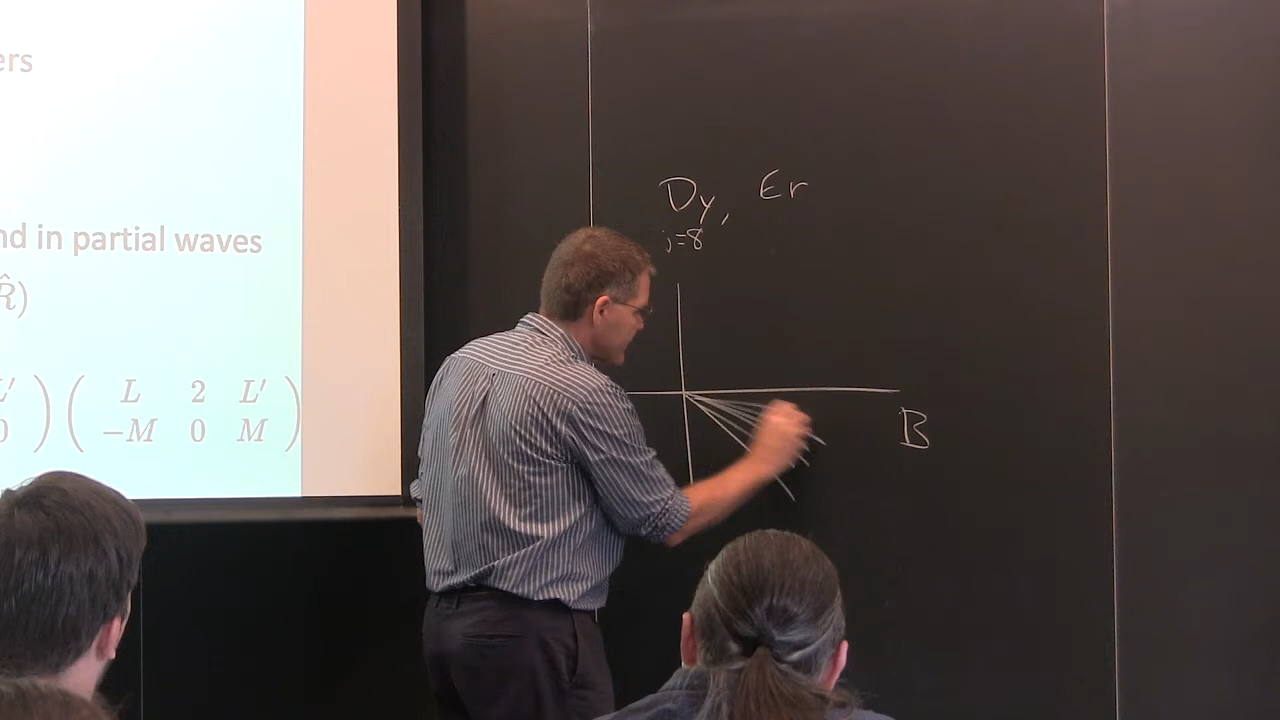 ers
nd in partial waves
R̂)
L' ) ( L 2 L' )
0 ) ( -M 0 M )
Dy, Er
j=8
B